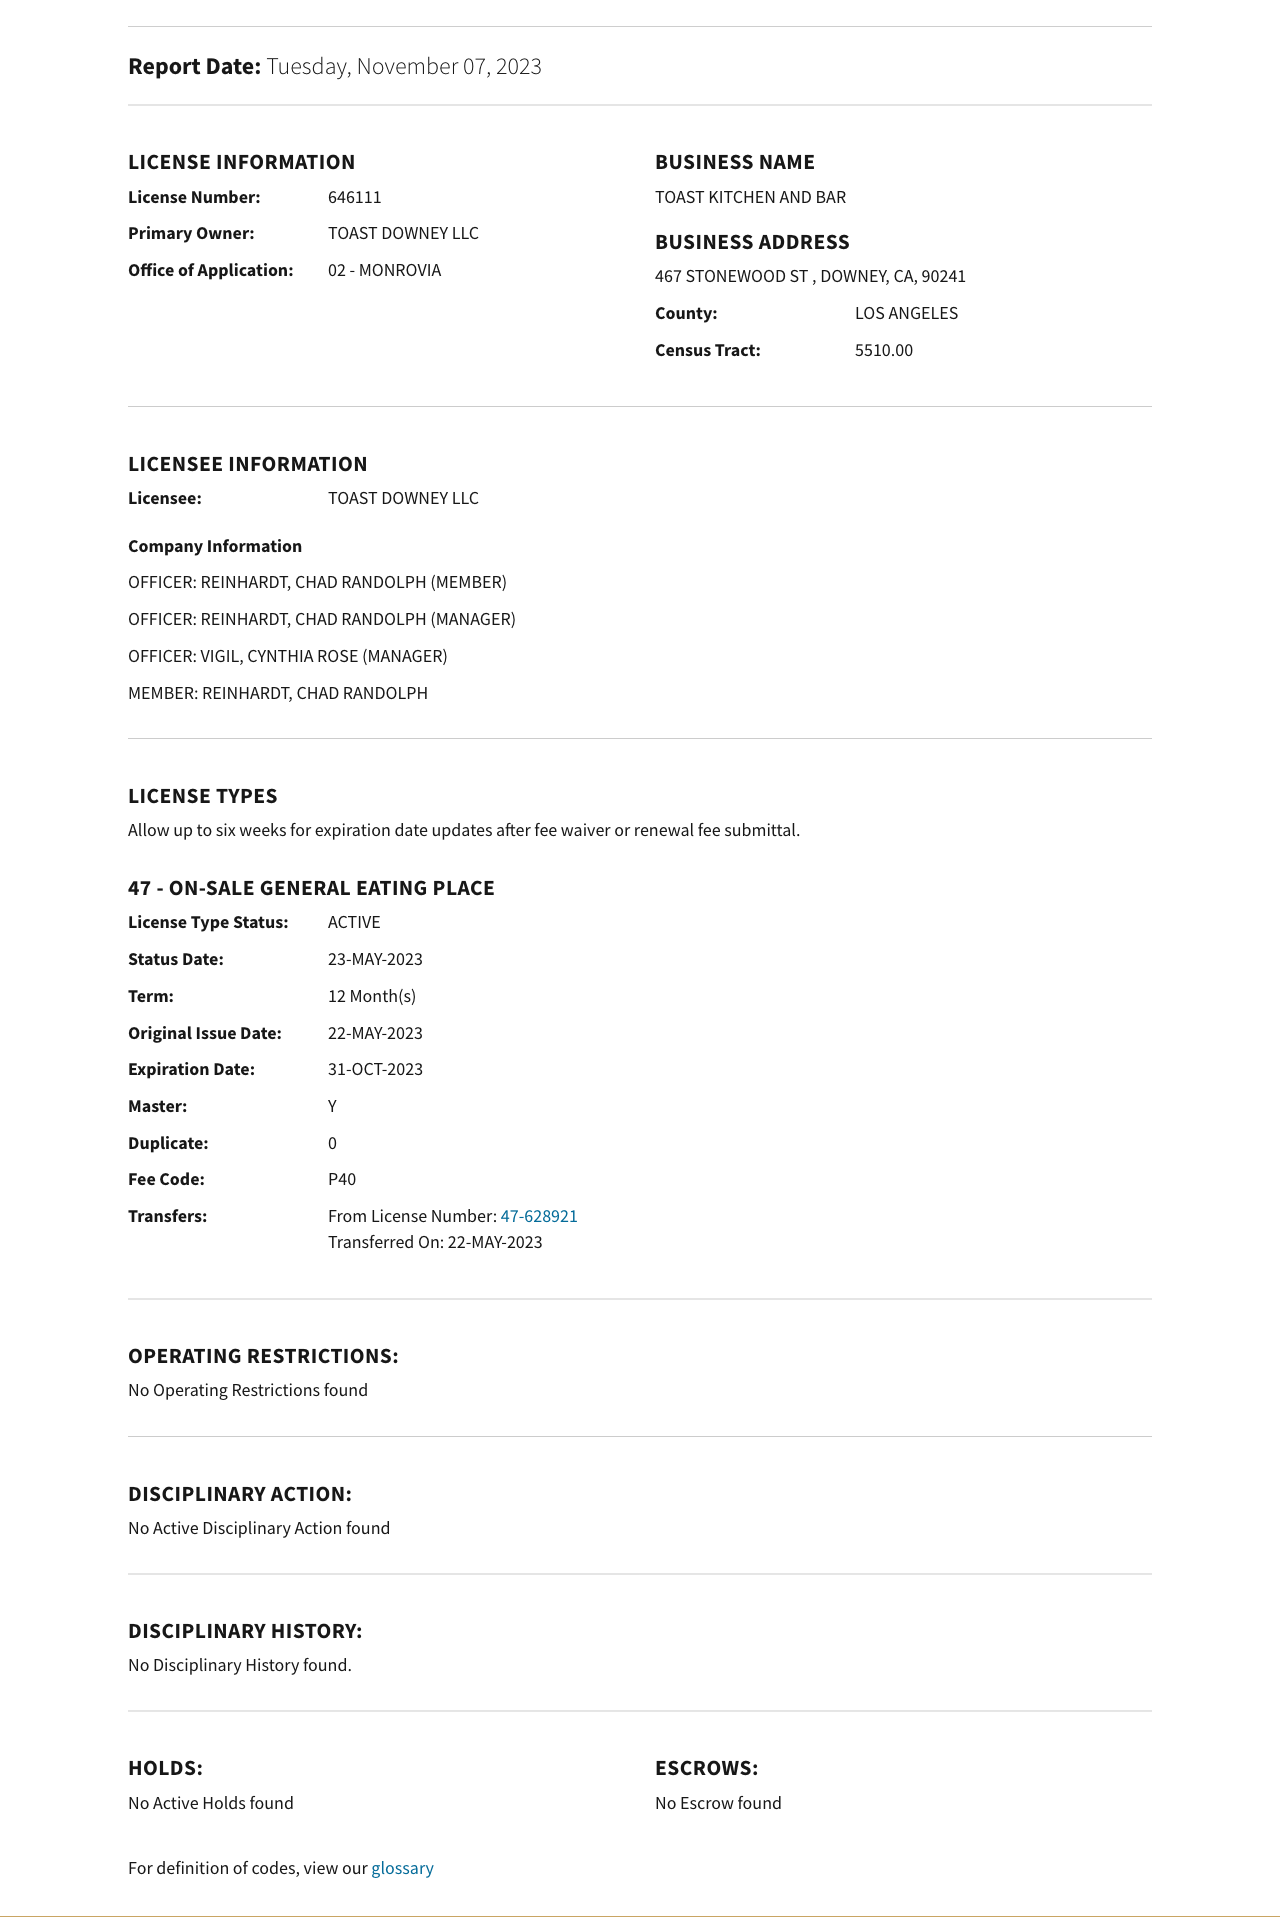 Report Date: Tuesday, November 07, 2023
LICENSE INFORMATION
License Number: 646111
Primary Owner: TOAST DOWNEY LLC
Office of Application: 02 - MONROVIA
BUSINESS NAME
TOAST KITCHEN AND BAR
BUSINESS ADDRESS
467 STONEWOOD ST , DOWNEY, CA, 90241
County: LOS ANGELES
Census Tract: 5510.00
LICENSEE INFORMATION
Licensee: TOAST DOWNEY LLC
Company Information
OFFICER: REINHARDT, CHAD RANDOLPH (MEMBER)
OFFICER: REINHARDT, CHAD RANDOLPH (MANAGER)
OFFICER: VIGIL, CYNTHIA ROSE (MANAGER)
MEMBER: REINHARDT, CHAD RANDOLPH
LICENSE TYPES
Allow up to six weeks for expiration date updates after fee waiver or renewal fee submittal.
47 - ON-SALE GENERAL EATING PLACE
License Type Status: ACTIVE
Status Date: 23-MAY-2023
Term: 12 Month(s)
Original Issue Date: 22-MAY-2023
Expiration Date: 31-OCT-2023
Master: Y
Duplicate: 0
Fee Code: P40
Transfers: From License Number: 47-628921
Transferred On: 22-MAY-2023
OPERATING RESTRICTIONS:
No Operating Restrictions found
DISCIPLINARY ACTION:
No Active Disciplinary Action found
DISCIPLINARY HISTORY:
No Disciplinary History found.
HOLDS:
No Active Holds found
ESCROWS:
No Escrow found
For definition of codes, view our glossary